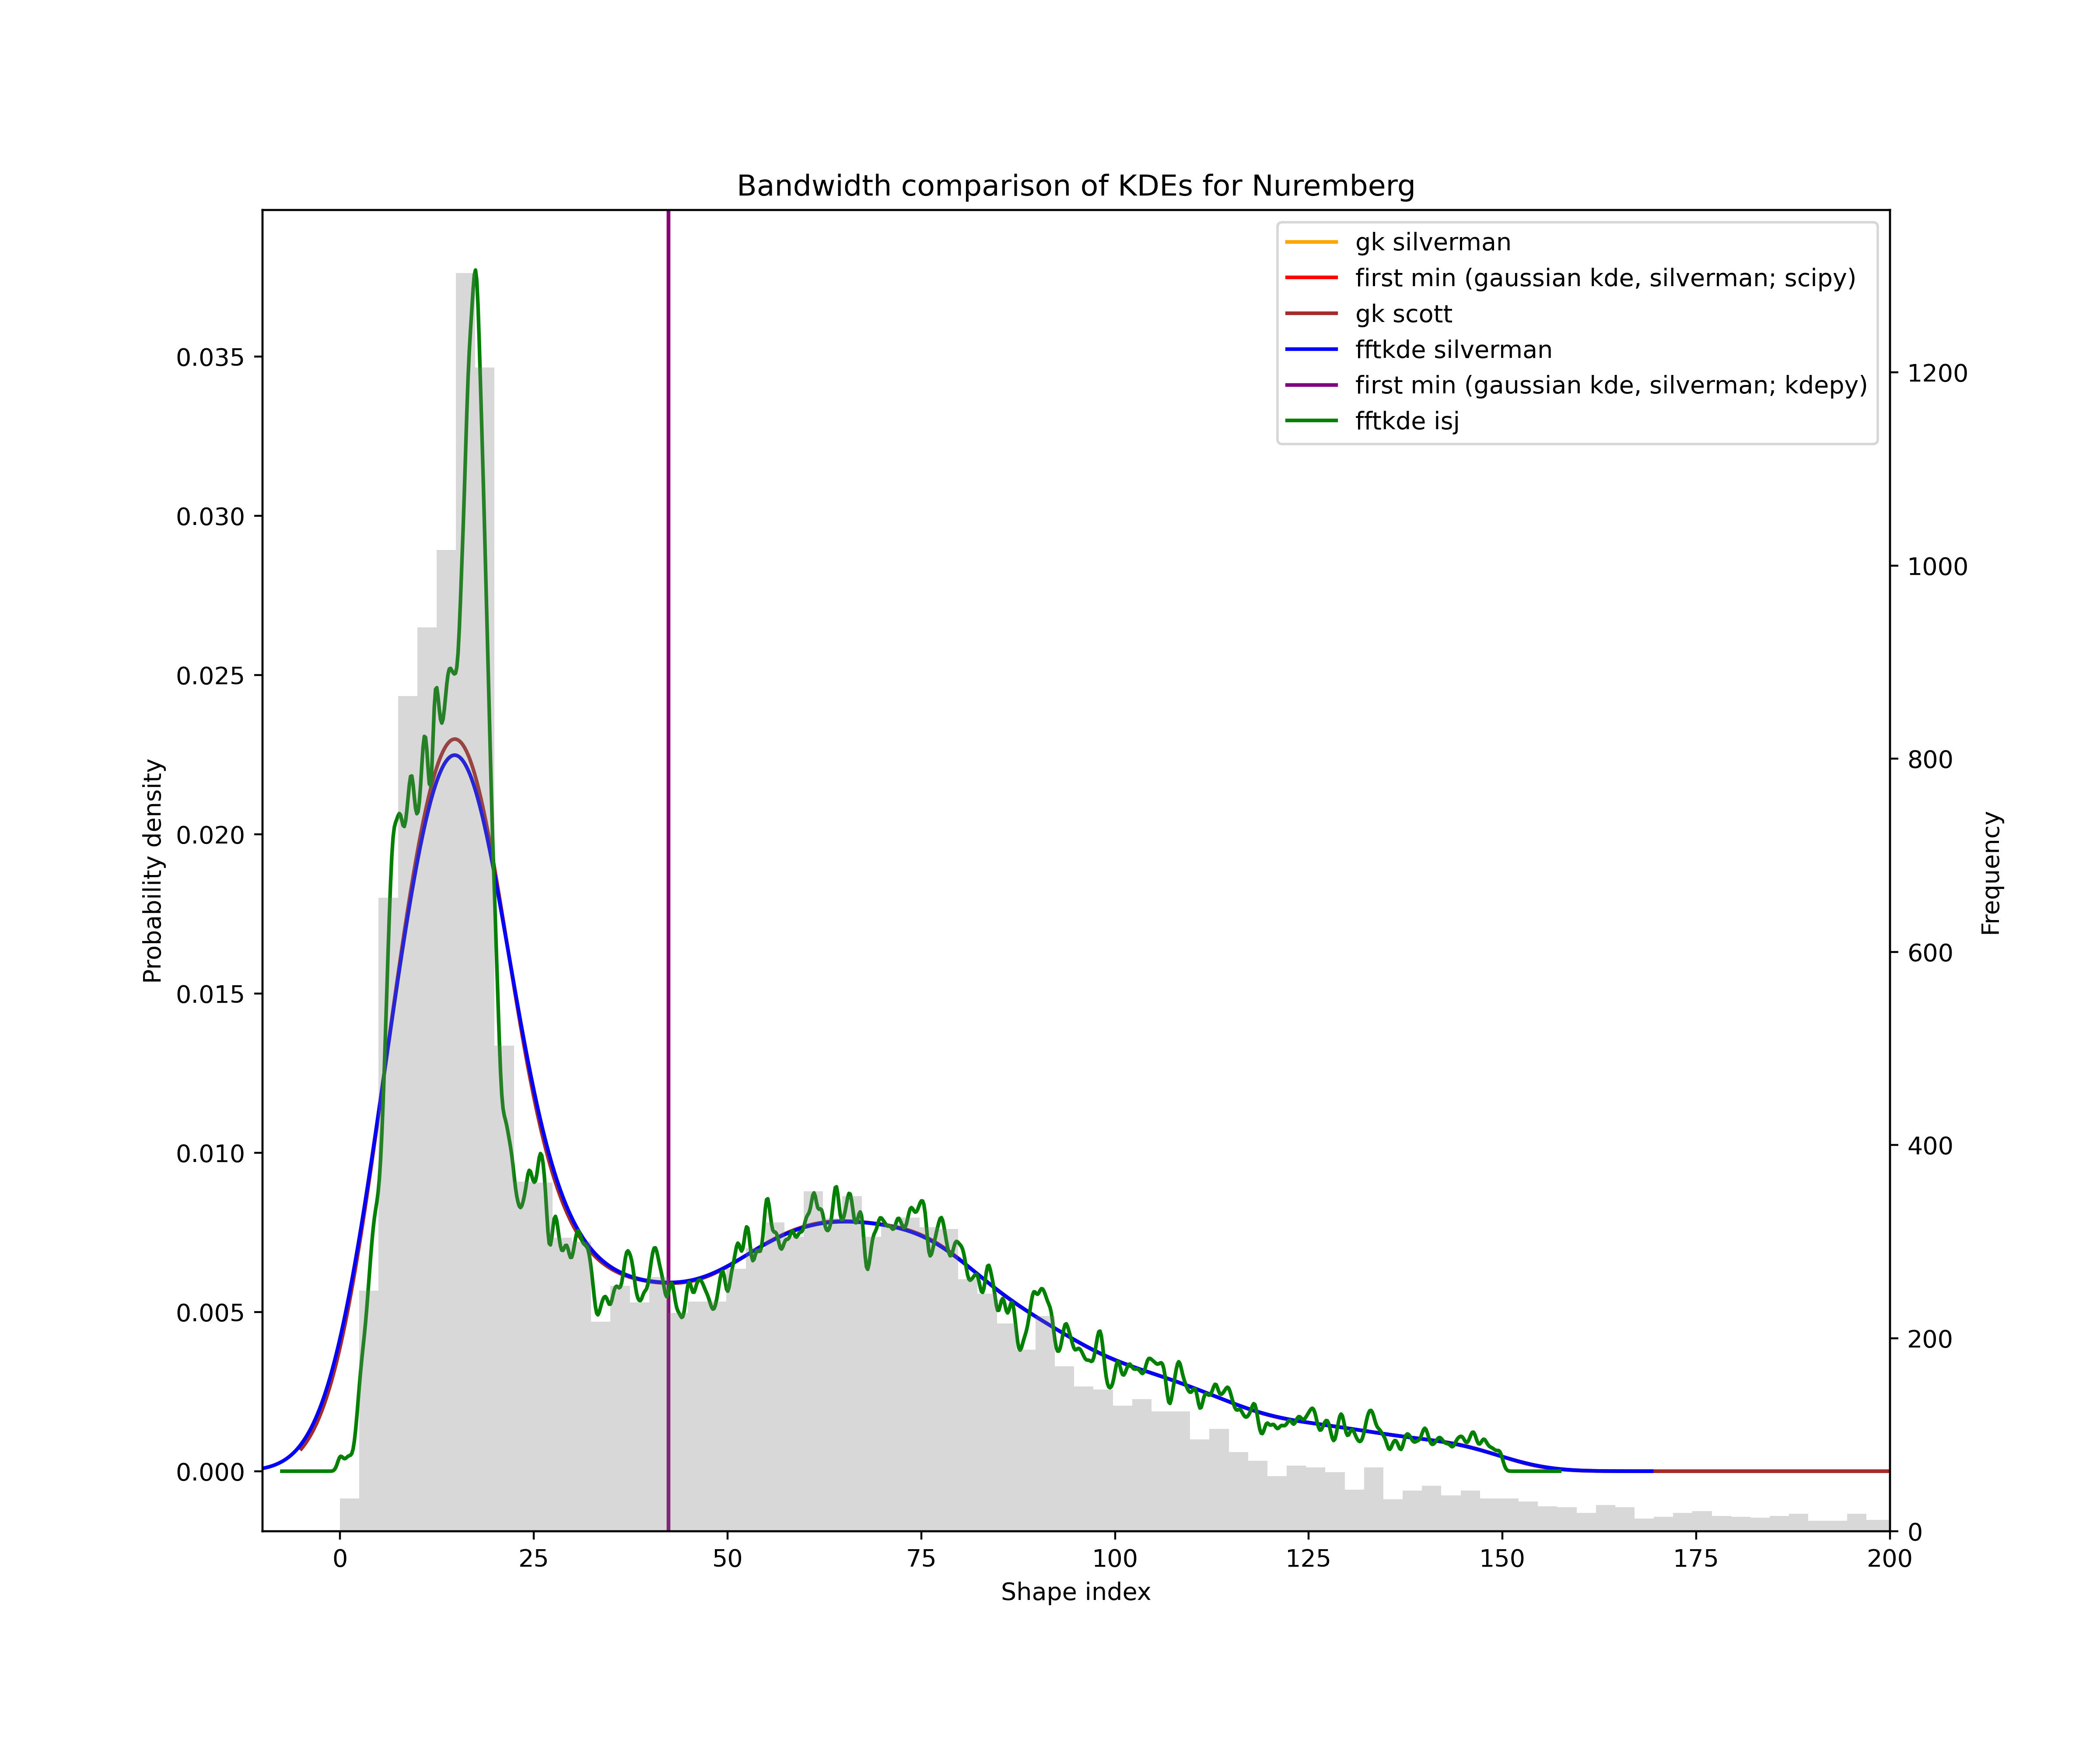 Bandwidth comparison of KDEs for Nuremberg
gk silverman
first min (gaussian kde, silverman; scipy)
gk scott
fftkde silverman
first min (gaussian kde, silverman; kdepy)
fftkde isj
Probability density
0.035
0.030
0.025
0.020
0.015
0.010
0.005
0.000
1200
1000
800
600
400
200
0
Frequency
0 25 50 75 100 125 150 175 200
Shape index